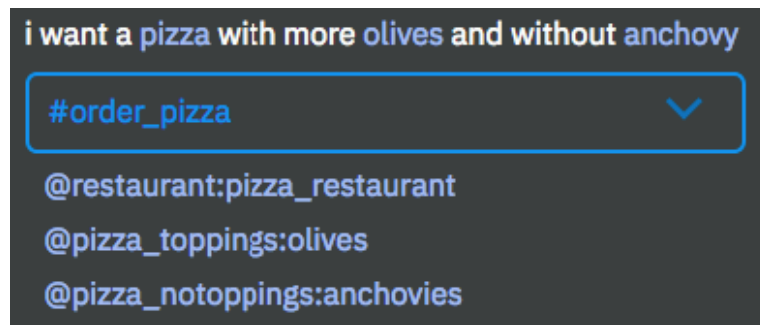 i want a pizza with more olives and without anchovy
#order_pizza
@restaurant:pizza_restaurant
@pizza_toppings:olives
@pizza_notoppings:anchovies